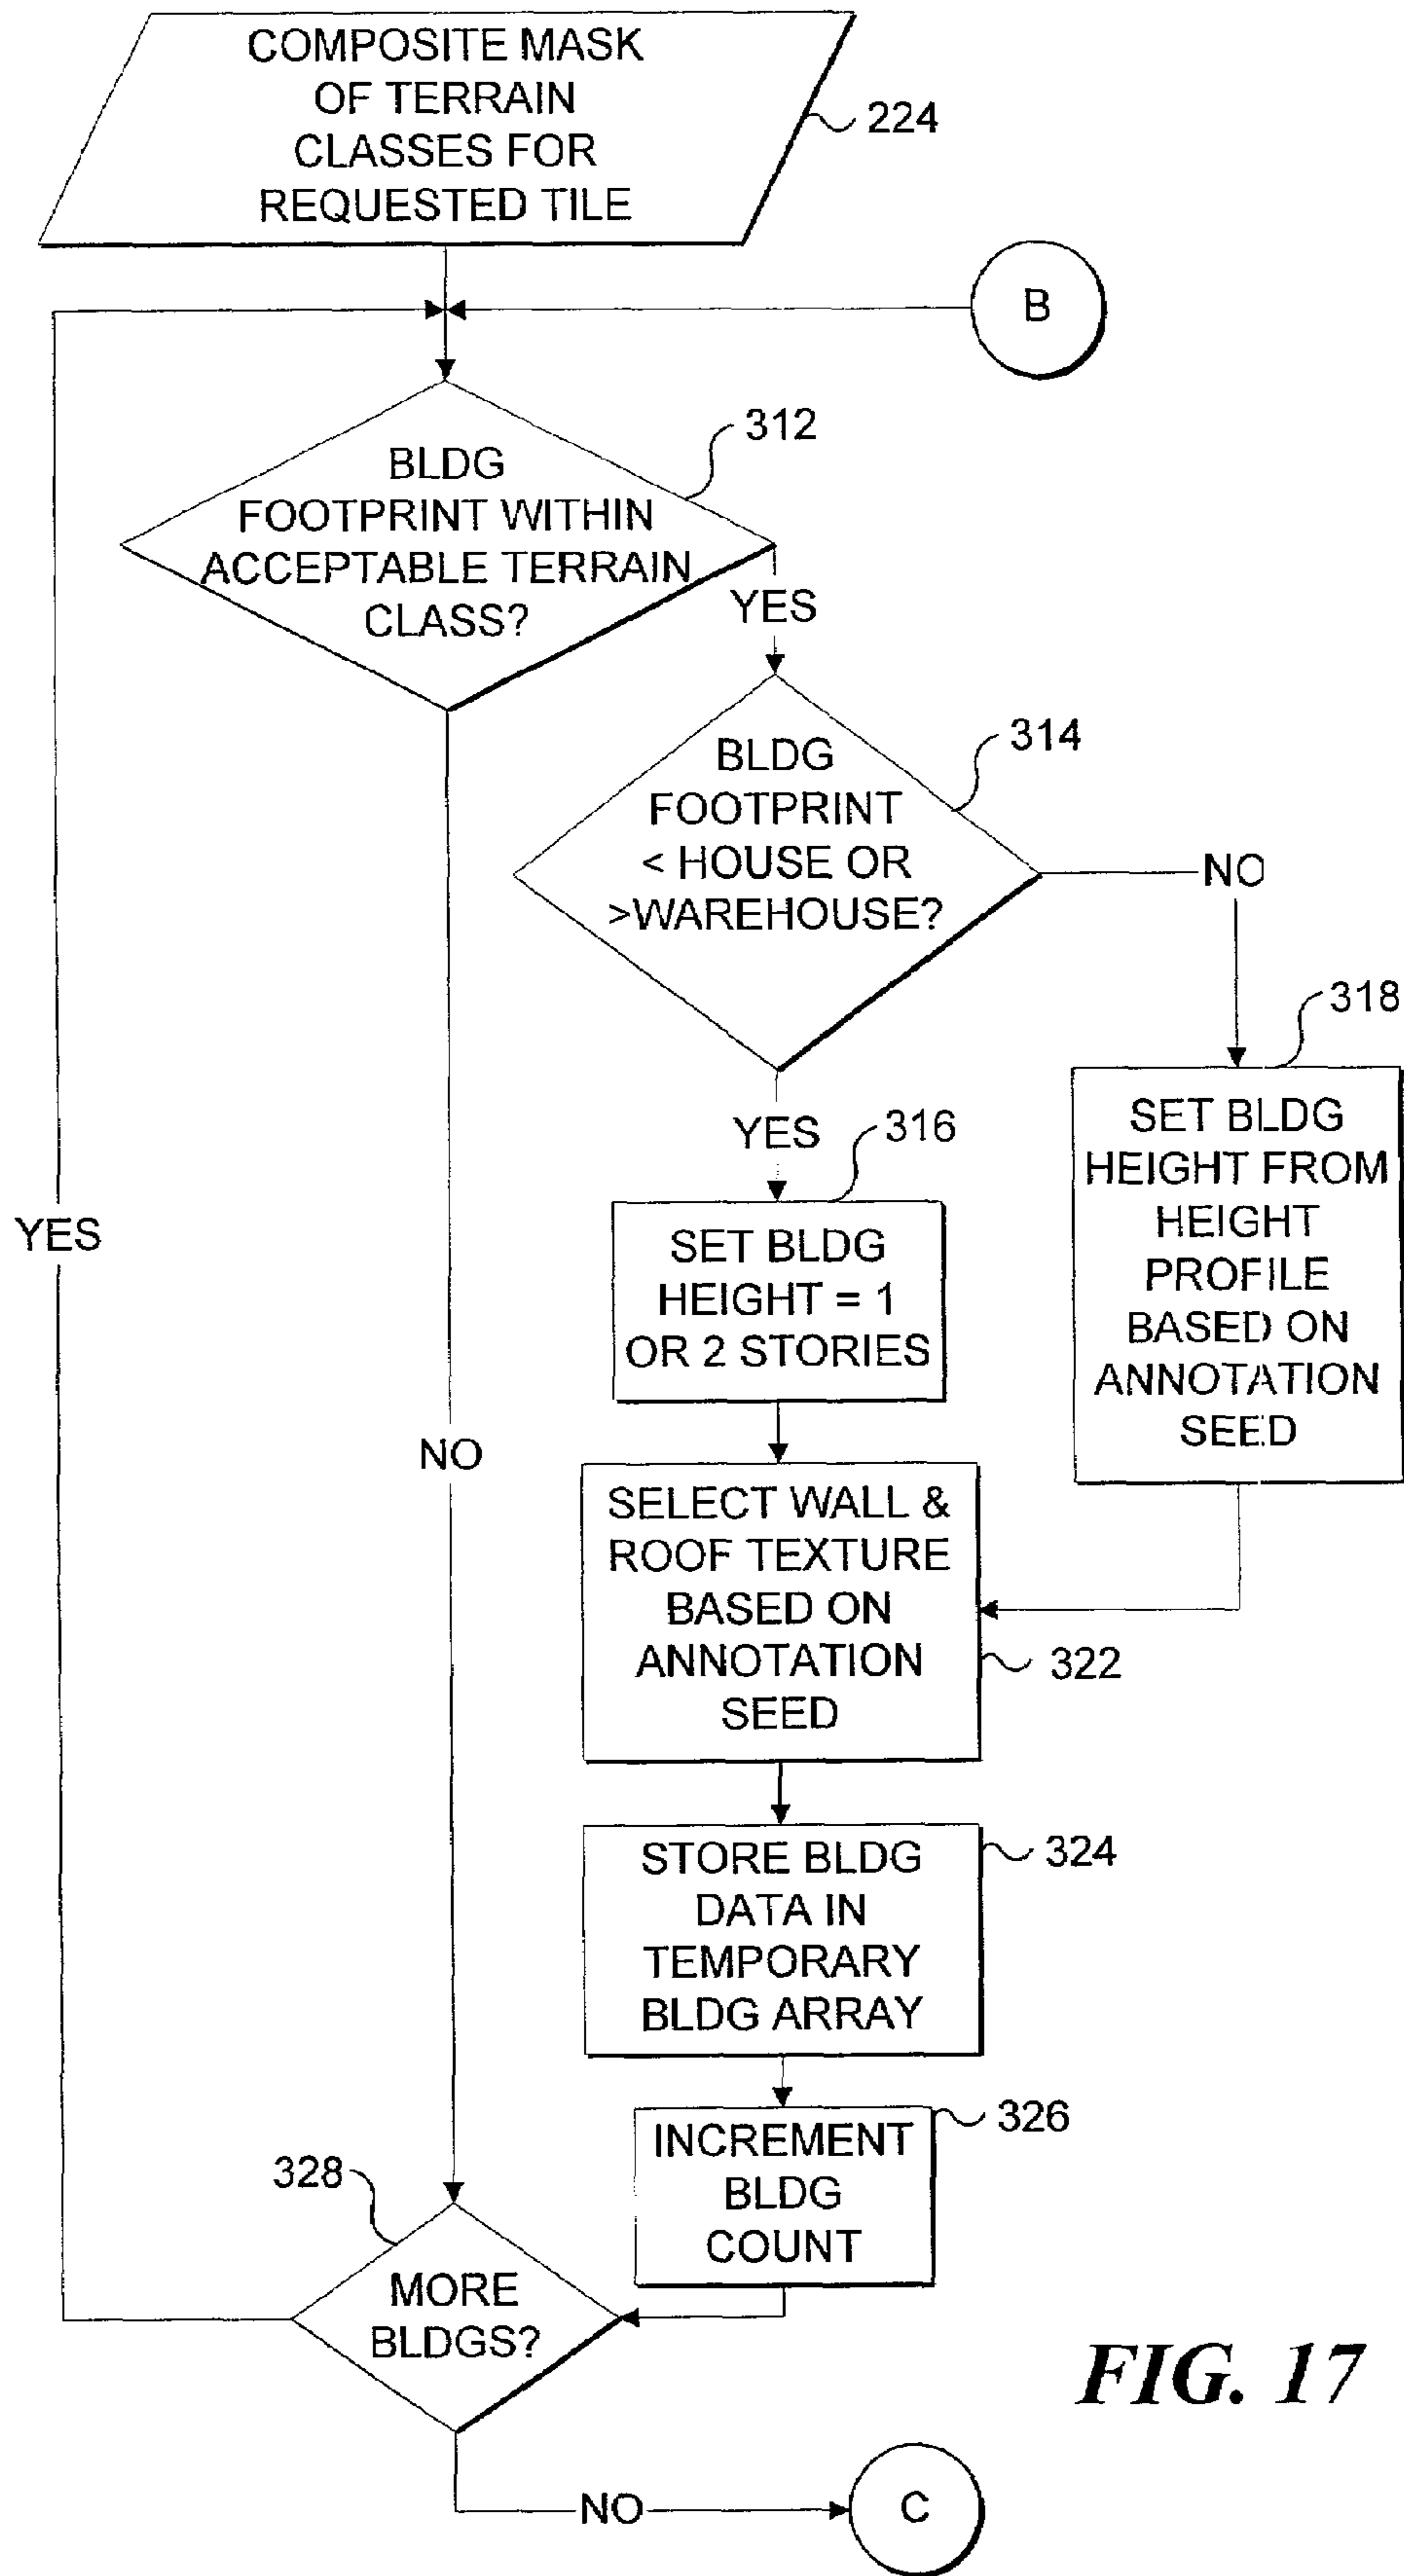 COMPOSITE MASK
OF TERRAIN
CLASSES FOR
REQUESTED TILE
224
B
312
BLDG
FOOTPRINT WITHIN
ACCEPTABLE TERRAIN
CLASS?
YES
314
BLDG
FOOTPRINT
< HOUSE OR
>WAREHOUSE?
NO
318
SET BLDG
HEIGHT FROM
HEIGHT
PROFILE
BASED ON
ANNOTATION
SEED
YES
316
SET BLDG
HEIGHT = 1
OR 2 STORIES
YES
NO
SELECT WALL &
ROOF TEXTURE
BASED ON
ANNOTATION
SEED
322
STORE BLDG
DATA IN
TEMPORARY
BLDG ARRAY
324
INCREMENT
BLDG
COUNT
326
328
MORE
BLDGS?
NO
C
FIG. 17